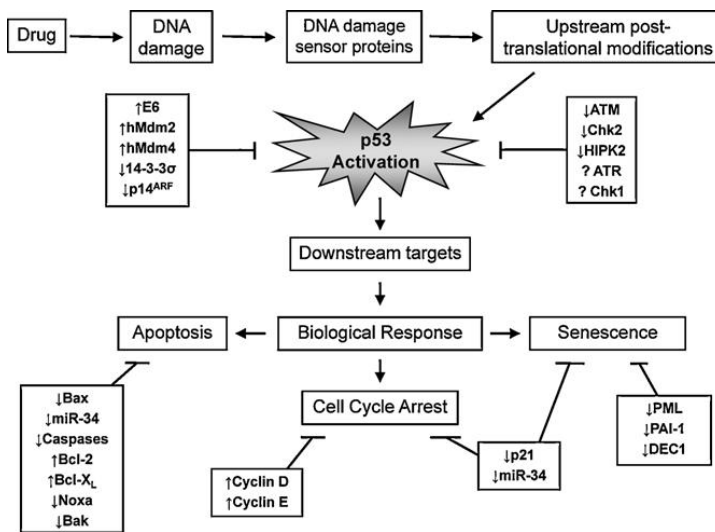 Drug
DNA
damage
DNA damage
sensor proteins
Upstream post-
translational modifications
↑E6
↑hMdm2
↑hMdm4
↓14-3-3σ
↓p14ᴬᴿᶠ
p53
Activation
↓ATM
↓Chk2
↓HIPK2
? ATR
? Chk1
Downstream targets
Apoptosis
Biological Response
Senescence
Cell Cycle Arrest
↓Bax
↓miR-34
↓Caspases
↑Bcl-2
↑Bcl-X_L
↓Noxa
↓Bak
↑Cyclin D
↑Cyclin E
↓p21
↓miR-34
↓PML
↓PAI-1
↓DEC1